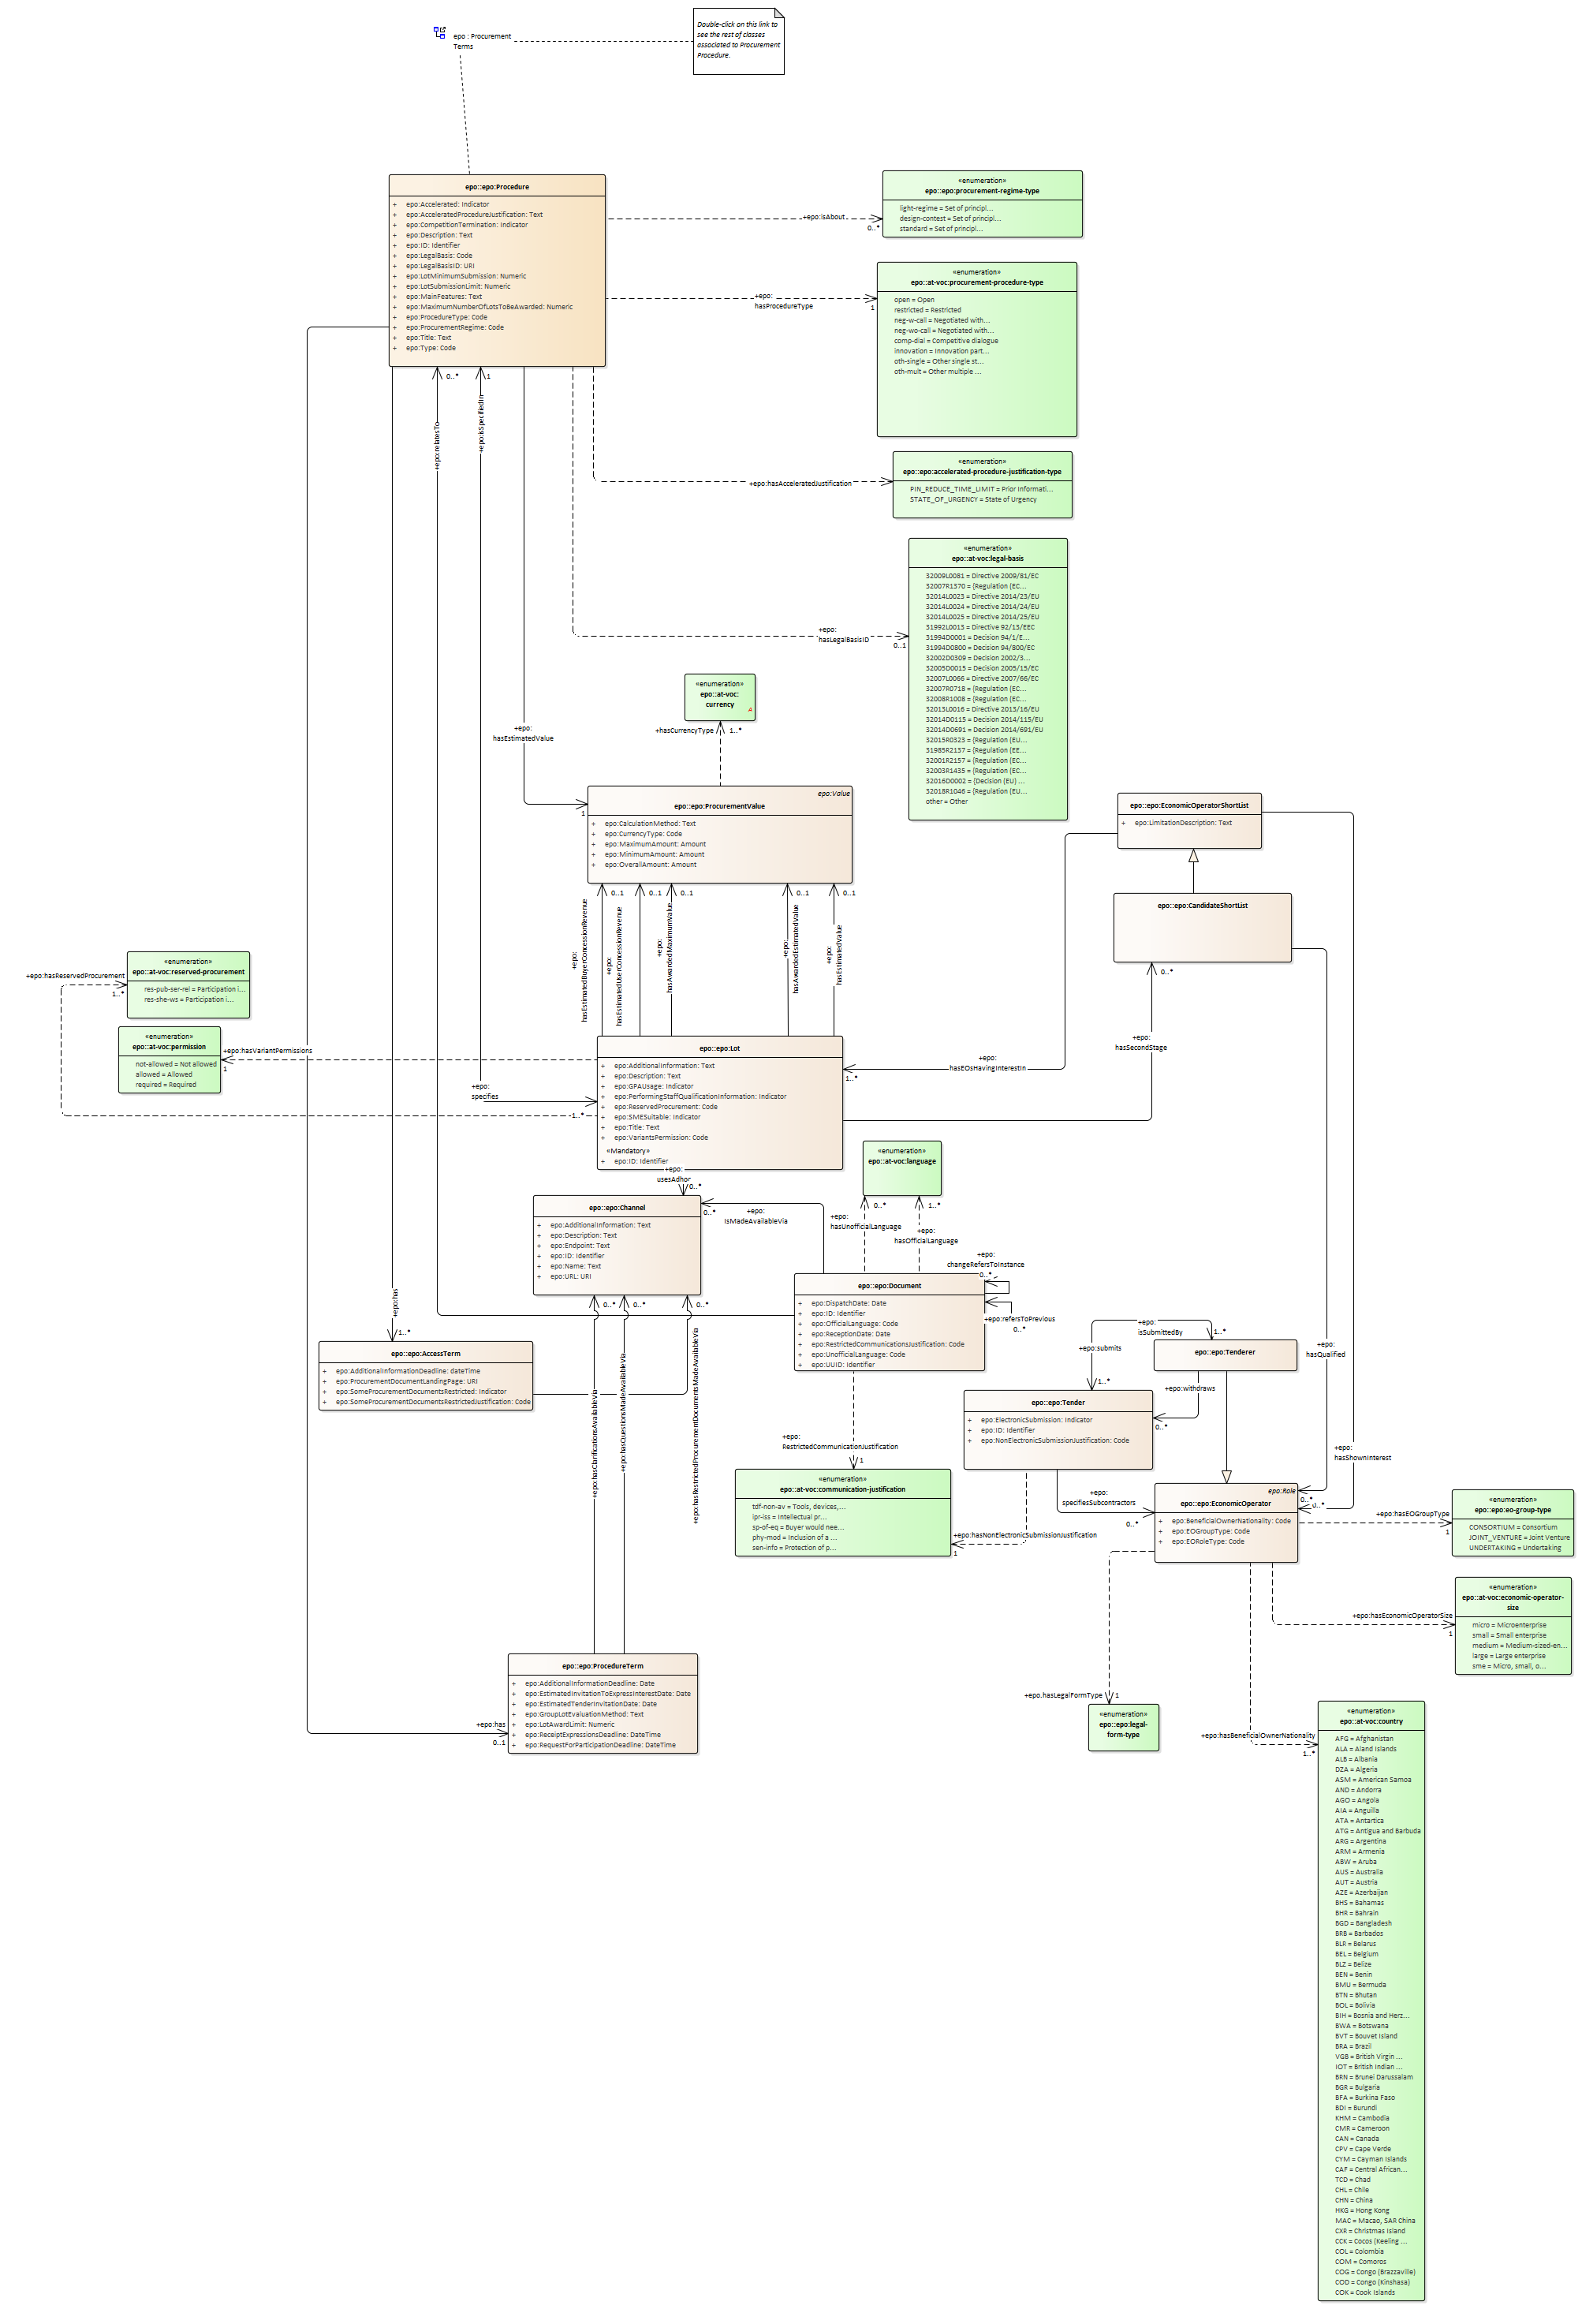 epo : Procurement
Terms
Double-click on this link to
see the rest of classes
associated to Procurement
Procedure.
epo::epo:Procedure
+ epo:Accelerated: Indicator
+ epo:AcceleratedProcedureJustification: Text
+ epo:CompetitionTermination: Indicator
+ epo:Description: Text
+ epo:ID: Identifier
+ epo:LegalBasis: Code
+ epo:LegalBasisID: URI
+ epo:LotMinimumSubmission: Numeric
+ epo:LotSubmissionLimit: Numeric
+ epo:MainFeatures: Text
+ epo:MaximumNumberOfLotsToBeAwarded: Numeric
+ epo:ProcedureType: Code
+ epo:ProcurementRegime: Code
+ epo:Title: Text
+ epo:Type: Code
+epo:isAbout
0..*
«enumeration»
epo::epo:procurement-regime-type
light-regime = Set of principl...
design-contest = Set of principl...
standard = Set of principl...
+epo:
hasProcedureType
1
«enumeration»
epo::at-voc:procurement-procedure-type
open = Open
restricted = Restricted
neg-w-call = Negotiated with...
neg-wo-call = Negotiated with...
comp-dial = Competitive dialogue
innovation = Innovation part...
oth-single = Other single st...
oth-mult = Other multiple ...
0..*
1
+epo:relatesTo
+epo:isSpecifiedIn
+epo:hasAcceleratedJustification
«enumeration»
epo::epo:accelerated-procedure-justification-type
PIN_REDUCE_TIME_LIMIT = Prior Informati...
STATE_OF_URGENCY = State of Urgency
«enumeration»
epo::at-voc:legal-basis
32009L0081 = Directive 2009/81/EC
32007R1370 = {Regulation (EC...
32014L0023 = Directive 2014/23/EU
32014L0024 = Directive 2014/24/EU
32014L0025 = Directive 2014/25/EU
31992L0013 = Directive 92/13/EEC
31994D0001 = Decision 94/1/E...
31994D0800 = Decision 94/800/EC
32002D0309 = Decision 2002/3...
32005D0015 = Decision 2005/15/EC
32007L0066 = Directive 2007/66/EC
32007R0718 = {Regulation (EC...
32008R1008 = {Regulation (EC...
32013L0016 = Directive 2013/16/EU
32014D0115 = Decision 2014/115/EU
32014D0691 = Decision 2014/691/EU
32015R0323 = {Regulation (EU...
31985R2137 = {Regulation (EE...
32001R2157 = {Regulation (EC...
32003R1435 = {Regulation (EC...
32016D0002 = {Decision (EU) ...
32018R1046 = {Regulation (EU...
other = Other
+epo:
hasLegalBasisID
0..1
«enumeration»
epo::at-voc:
currency
+hasCurrencyType
1..*
+epo:
hasEstimatedValue
1
epo:Value
epo::epo:ProcurementValue
+ epo:CalculationMethod: Text
+ epo:CurrencyType: Code
+ epo:MaximumAmount: Amount
+ epo:MinimumAmount: Amount
+ epo:OverallAmount: Amount
epo::epo:EconomicOperatorShortList
+ epo:LimitationDescription: Text
epo::epo:CandidateShortList
0..1
0..1
0..1
0..1
0..1
+epo:
hasEstimatedBuyerConcessionRevenue
+epo:
hasEstimatedUserConcessionRevenue
+epo:
hasAwardedMaximumValue
+epo:
hasAwardedEstimatedValue
+epo:
hasEstimatedValue
+epo:hasReservedProcurement
1..*
«enumeration»
epo::at-voc:reserved-procurement
res-pub-ser-rel = Participation i...
res-she-ws = Participation i...
«enumeration»
epo::at-voc:permission
not-allowed = Not allowed
allowed = Allowed
required = Required
+epo:hasVariantPermissions
1
epo::epo:Lot
+ epo:AdditionalInformation: Text
+ epo:Description: Text
+ epo:GPAUsage: Indicator
+ epo:PerformingStaffQualificationInformation: Indicator
+ epo:ReservedProcurement: Code
+ epo:SMESuitable: Indicator
+ epo:Title: Text
+ epo:VariantsPermission: Code
«Mandatory»
+ epo:ID: Identifier
+epo:
specifies
1..*
+epo:
hasEOsHavingInterestIn
1..*
+epo:
hasSecondStage
0..*
+epo:
usesAdhor
0..*
epo::epo:Channel
+ epo:AdditionalInformation: Text
+ epo:Description: Text
+ epo:Endpoint: Text
+ epo:ID: Identifier
+ epo:Name: Text
+ epo:URL: URI
0..*
+epo:
IsMadeAvailableVia
«enumeration»
epo::at-voc:language
0..*
+epo:
hasUnofficialLanguage
1..*
+epo:
hasOfficialLanguage
+epo:
changeRefersToInstance
0..*
epo::epo:Document
+ epo:DispatchDate: Date
+ epo:ID: Identifier
+ epo:OfficialLanguage: Code
+ epo:ReceptionDate: Date
+ epo:RestrictedCommunicationsJustification: Code
+ epo:UnofficialLanguage: Code
+ epo:UUID: Identifier
+epo:refersToPrevious
0..*
+epo:has
1..*
epo::epo:AccessTerm
+ epo:AdditionalInformationDeadline: dateTime
+ epo:ProcurementDocumentLandingPage: URI
+ epo:SomeProcurementDocumentsRestricted: Indicator
+ epo:SomeProcurementDocumentsRestrictedJustification: Code
0..*
0..*
0..*
+epo:hasClarificationsAvailableVia
+epo:hasQuestionsMadeAvailableVia
+epo:hasRestrictedProcurementDocumentsMadeAvailableVia
+epo:
isSubmittedBy
1..*
+epo:submits
1..*
epo::epo:Tenderer
+epo:withdraws
0..*
epo::epo:Tender
+ epo:ElectronicSubmission: Indicator
+ epo:ID: Identifier
+ epo:NonElectronicSubmissionJustification: Code
+epo:
hasQualified
0..*
+epo:
hasShownInterest
0..*
+epo:
RestrictedCommunicationJustification
1
«enumeration»
epo::at-voc:communication-justification
tdf-non-av = Tools, devices,...
ipr-iss = Intellectual pr...
sp-of-eq = Buyer would nee...
phy-mod = Inclusion of a ...
sen-info = Protection of p...
+epo:
specifiesSubcontractors
0..*
+epo:hasNonElectronicSubmissionJustification
1
epo:Role
epo::epo:EconomicOperator
+ epo:BeneficialOwnerNationality: Code
+ epo:EOGroupType: Code
+ epo:EORoleType: Code
+epo:hasEOGroupType
1
«enumeration»
epo::epo:eo-group-type
CONSORTIUM = Consortium
JOINT_VENTURE = Joint Venture
UNDERTAKING = Undertaking
«enumeration»
epo::at-voc:economic-operator-
size
micro = Microenterprise
small = Small enterprise
medium = Medium-sized-en...
large = Large enterprise
sme = Micro, small, o...
+epo:hasEconomicOperatorSize
1
epo::epo:ProcedureTerm
+ epo:AdditionalInformationDeadline: Date
+ epo:EstimatedInvitationToExpressInterestDate: Date
+ epo:EstimatedTenderInvitationDate: Date
+ epo:GroupLotEvaluationMethod: Text
+ epo:LotAwardLimit: Numeric
+ epo:ReceiptExpressionsDeadline: DateTime
+ epo:RequestForParticipationDeadline: DateTime
+epo:has
0..1
+epo.hasLegalFormType
1
«enumeration»
epo::epo:legal-
form-type
+epo:hasBeneficialOwnerNationality
1..*
«enumeration»
epo::at-voc:country
AFG = Afghanistan
ALA = Aland Islands
ALB = Albania
DZA = Algeria
ASM = American Samoa
AND = Andorra
AGO = Angola
AIA = Anguilla
ATA = Antartica
ATG = Antigua and Barbuda
ARG = Argentina
ARM = Armenia
ABW = Aruba
AUS = Australia
AUT = Austria
AZE = Azerbaijan
BHS = Bahamas
BHR = Bahrain
BGD = Bangladesh
BRB = Barbados
BLR = Belarus
BEL = Belgium
BLZ = Belize
BEN = Benin
BMU = Bermuda
BTN = Bhutan
BOL = Bolivia
BIH = Bosnia and Herz...
BWA = Botswana
BVT = Bouvet Island
BRA = Brazil
VGB = British Virgin ...
IOT = British Indian ...
BRN = Brunei Darussalam
BGR = Bulgaria
BFA = Burkina Faso
BDI = Burundi
KHM = Cambodia
CMR = Cameroon
CAN = Canada
CPV = Cape Verde
CYM = Cayman Islands
CAF = Central African...
TCD = Chad
CHL = Chile
CHN = China
HKG = Hong Kong
MAC = Macao, SAR China
CXR = Christmas Island
CCK = Cocos (Keeling ...
COL = Colombia
COM = Comoros
COG = Congo (Brazzaville)
COD = Congo (Kinshasa)
COK = Cook Islands